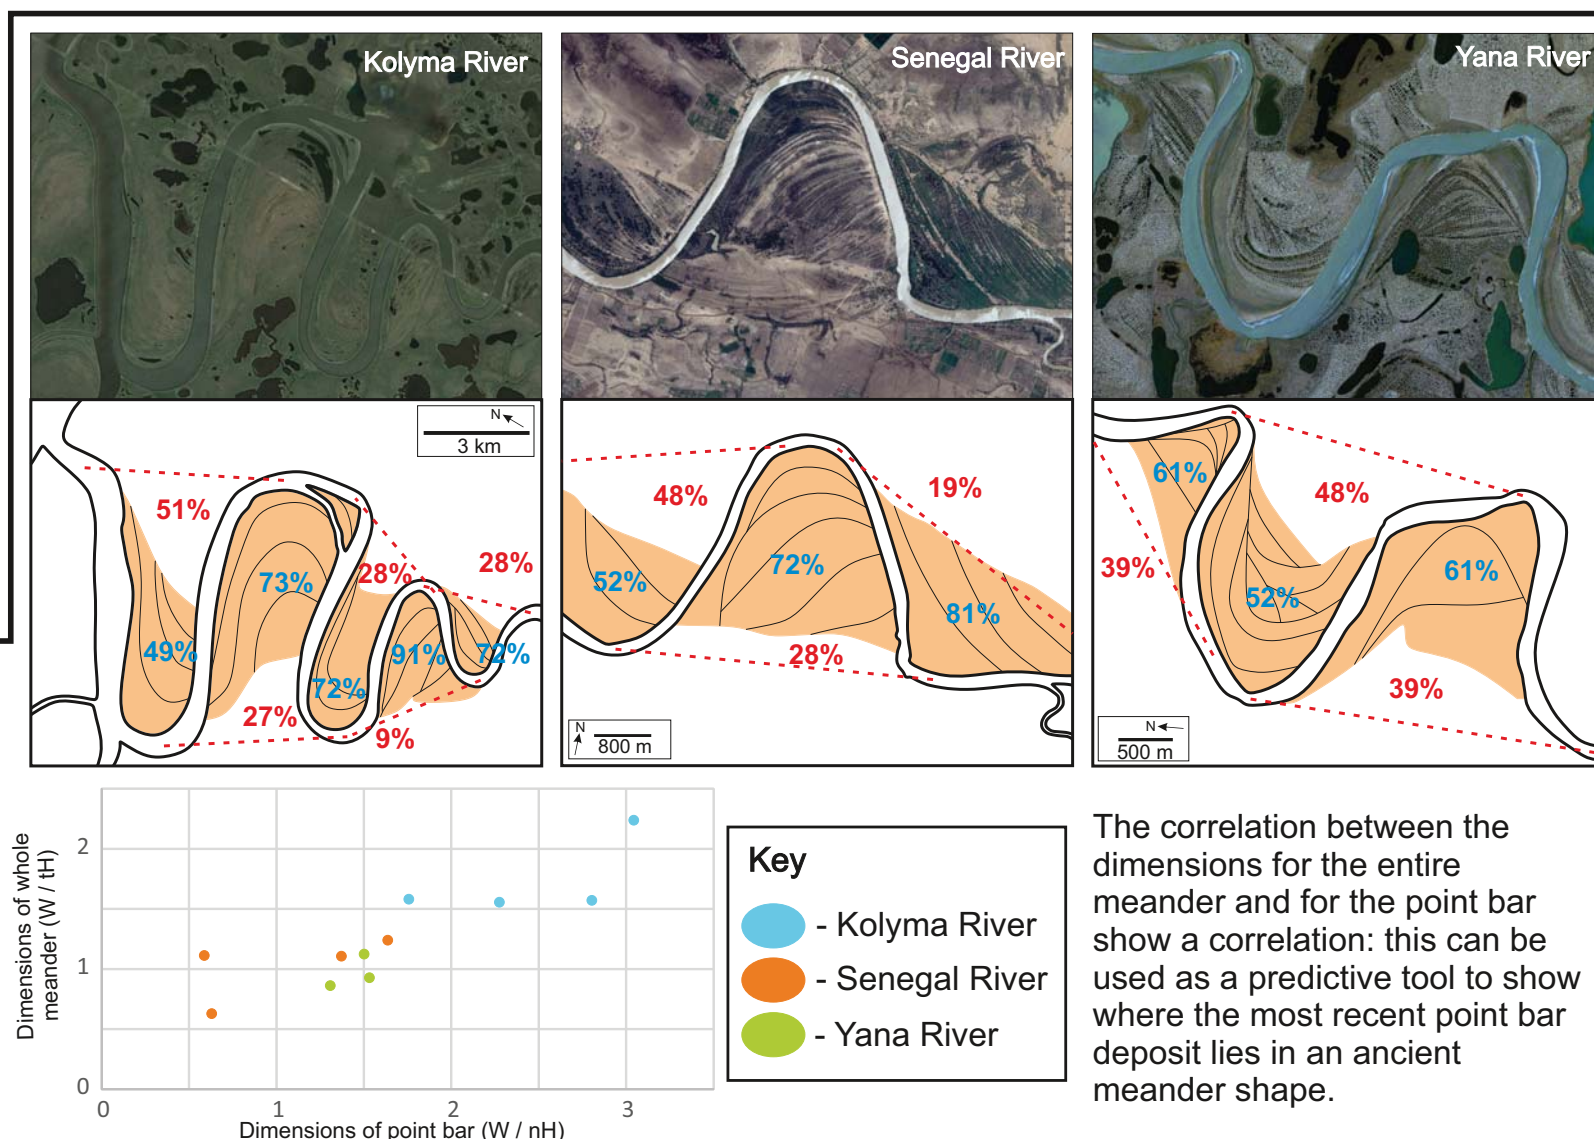 Kolyma River
Senegal River
Yana River
N
3 km
51%
73%
28%
28%
49%
91%
72%
72%
27%
9%
48%
19%
52%
72%
81%
28%
N
800 m
61%
48%
39%
52%
61%
39%
N
500 m
Dimensions of whole
meander (W / tH)
2
1
0
0
1
2
3
Dimensions of point bar (W / nH)
Key
- Kolyma River
- Senegal River
- Yana River
The correlation between the
dimensions for the entire
meander and for the point bar
show a correlation: this can be
used as a predictive tool to show
where the most recent point bar
deposit lies in an ancient
meander shape.